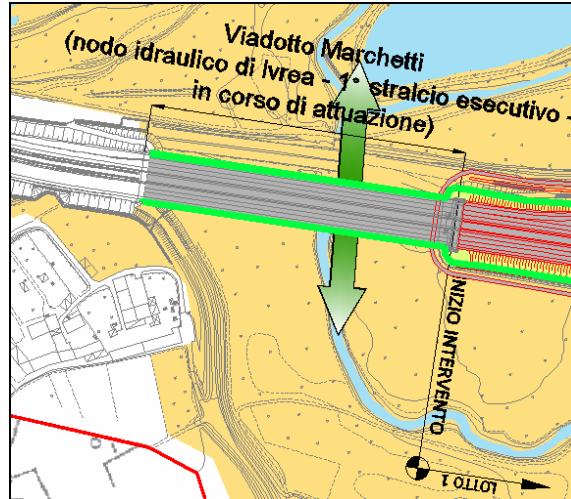 Viadotto Marchetti
(nodo idraulico di Ivrea - 1° stralcio esecutivo -
in corso di attuazione)
INIZIO INTERVENTO
LOTTO 1